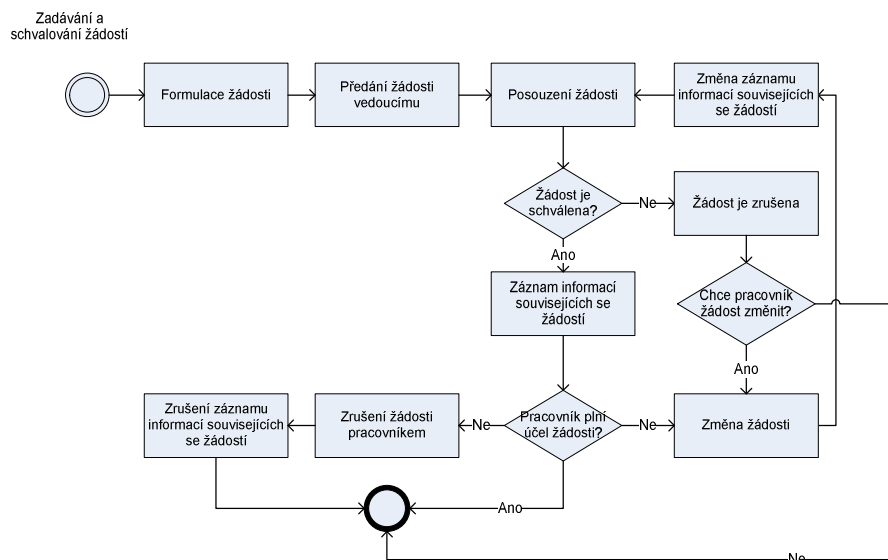 Zadávání a
schvalování žádostí
Formulace žádosti
Předání žádosti
vedoucímu
Posouzení žádosti
Změna záznamu
informací souvisejících
se žádostí
Žádost je
schválena?
Ne
Žádost je zrušena
Ano
Záznam informací
souvisejících se
žádostí
Chce pracovník
žádost změnit?
Ano
Zrušení záznamu
informací souvisejících
se žádostí
Zrušení žádosti
pracovníkem
Ne
Pracovník plní
účel žádosti?
Ne
Změna žádosti
Ano
Ne